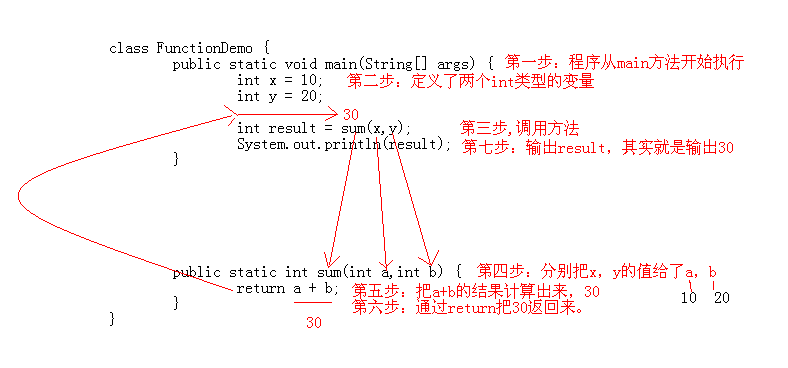 class FunctionDemo {
public static void main(String[] args) { 第一步：程序从main方法开始执行
int x = 10; 第二步：定义了两个int类型的变量
int y = 20;
30
int result = sum(x,y); 第三步,调用方法
System.out.println(result); 第七步：输出result，其实就是输出30
}
public static int sum(int a,int b) { 第四步：分别把x，y的值给了a，b
return a + b; 第五步：把a+b的结果计算出来，30
10 20
} 第六步：通过return把30返回来。
} 30